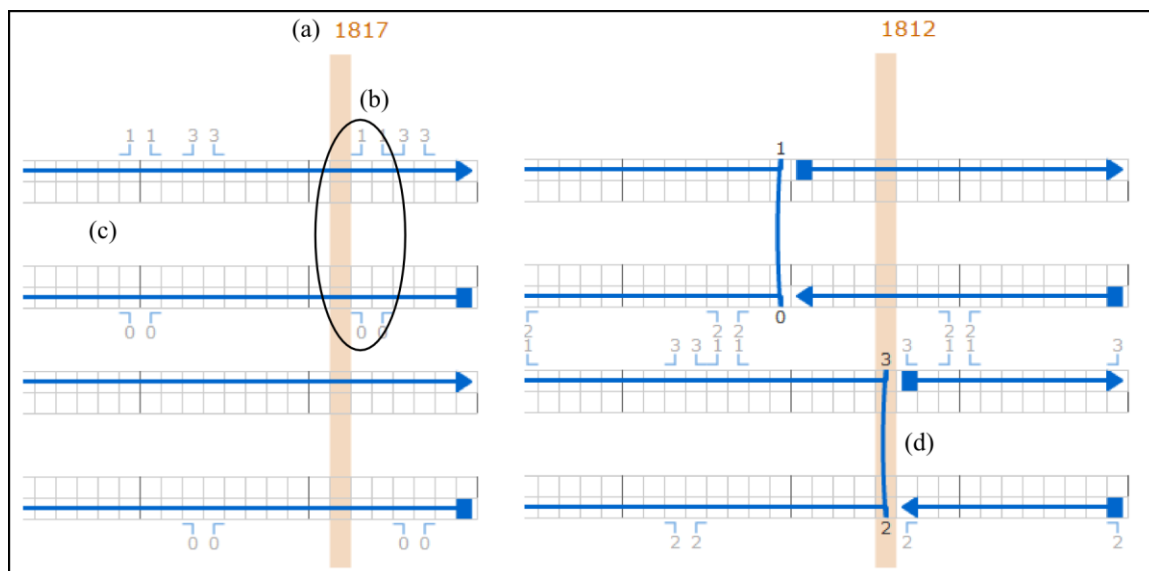 (a) 1817 1812
(b)
1 1 3 3 1 1 3 3 1
(c)
0 0 0 0 0
2 2 2 2 2
1 3 3 1 1 3 1 1 3
3
(d)
0 0 0 0 2 2 2 2 2